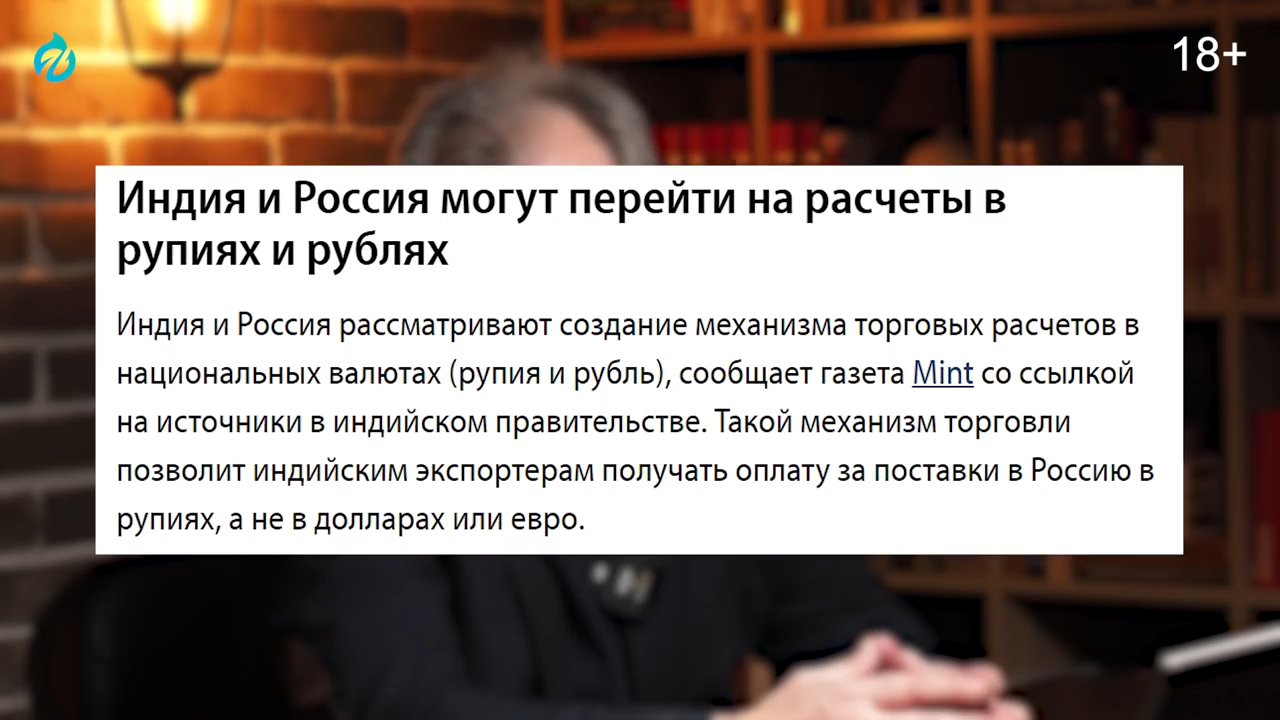 18+
Индия и Россия могут перейти на расчеты в
рупиях и рублях
Индия и Россия рассматривают создание механизма торговых расчетов в
национальных валютах (рупия и рубль), сообщает газета Mint со ссылкой
на источники в индийском правительстве. Такой механизм торговли
позволит индийским экспортерам получать оплату за поставки в Россию в
рупиях, а не в долларах или евро.